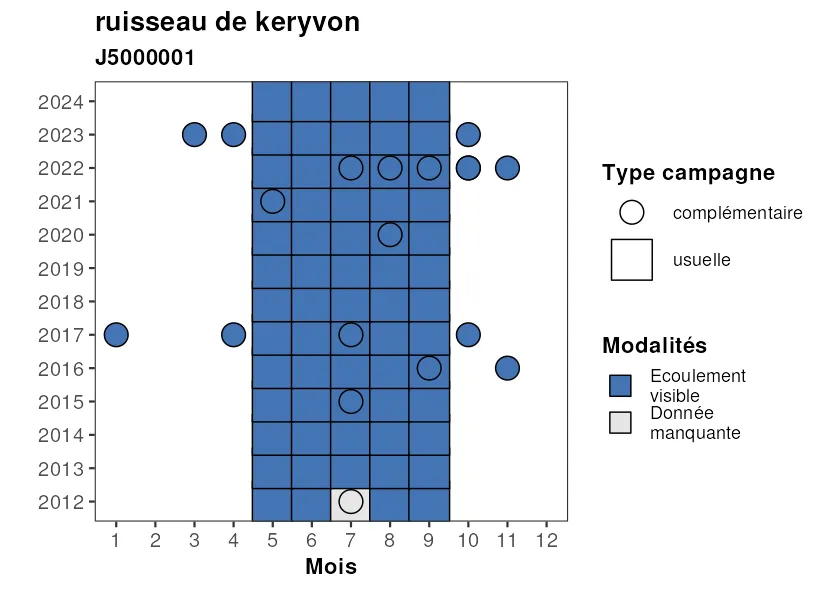 ruisseau de keryvon
J5000001
2024
2023
2022
2021
2020
2019
2018
2017
2016
2015
2014
2013
2012
1 2 3 4 5 6 7 8 9 10 11 12
Mois
Type campagne
complémentaire
usuelle
Modalités
Ecoulement
visible
Donnée
manquante